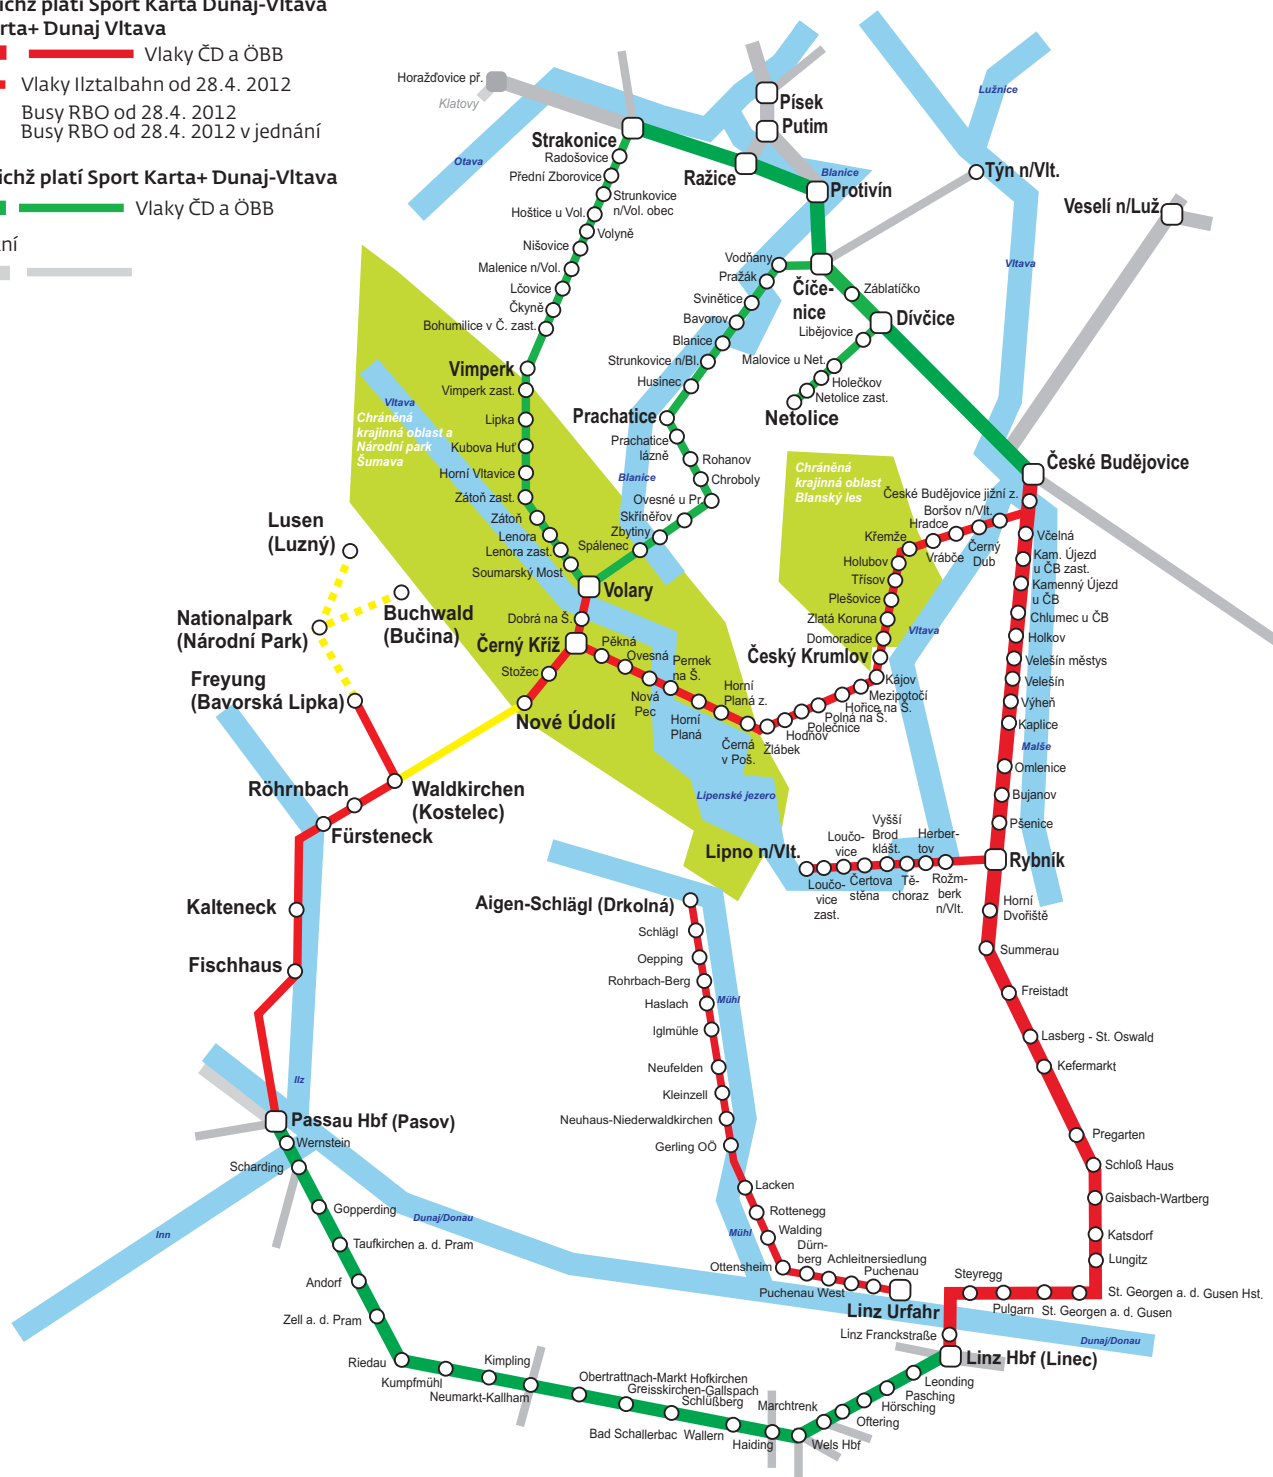 ichž platí Sport Karta Dunaj-Vltava
rta+ Dunaj Vltava
Vlaky ČD a ÖBB
Vlaky Ilztalbahn od 28.4. 2012
Busy RBO od 28.4. 2012
Busy RBO od 28.4. 2012 v jednání
ichž platí Sport Karta+ Dunaj-Vltava
Vlaky ČD a ÖBB
ní
Horažďovice př.
Klatovy
Otava
Strakonice
Radošovice
Přední Zborovice
Strunkovice
n/Vol. obec
Hoštice u Vol.
Volyně
Nišovice
Malenice n/Vol.
Lčovice
Čkyně
Bohumilice v Č. zast.
Vimperk
Vimperk zast.
Lipka
Kubova Huť
Horní Vltavice
Zátoň zast.
Zátoň
Lenora
Lenora zast.
Soumarský Most
Vltava
Chráněná
krajinná oblast a
Národní park
Šumava
Písek
Putim
Ražice
Blanice
Protivín
Lužnice
Týn n/Vlt.
Veselí n/Luž.
Vltava
Vodňany
Pražák
Svinětice
Bavorov
Blanice
Strunkovice n/Bl.
Husinec
Prachatice
Prachatice
lázně
Rohanov
Chroboly
Blanice
Ovesné u Pr.
Skříněřov
Zbytiny
Spálenec
Číče-
nice
Záblatíčko
Dívčice
Libějovice
Malovice u Net.
Holečkov
Netolice zast.
Netolice
Chráněná
krajinná oblast
Blanský les
České Budějovice
České Budějovice jižní z.
Boršov n/Vlt.
Hradce
Černý
Dub
Vrábče
Křemže
Holubov
Třísov
Plešovice
Zlatá Koruna
Domoradice
Český Krumlov
Vltava
Kájov
Mezipotočí
Hořice na Š.
Polná na Š.
Polečnice
Hodňov
Žlábek
Černá
v Poš.
Horní
Planá z.
Horní
Planá
Pernek
na Š.
Nová
Pec
Ovesná
Pěkná
Volary
Dobrá na Š.
Černý Kříž
Stožec
Nové Údolí
Včelná
Kam. Újezd
u ČB zast.
Kamenný Újezd
u ČB
Chlumec u ČB
Holkov
Velešín městys
Velešín
Výheň
Kaplice
Malše
Omlenice
Bujanov
Pšenice
Rybník
Lipenské jezero
Lipno n/Vlt.
Loučo-
vice
zast.
Loučo-
vice
Čertova
stěna
Vyšší
Brod
klášt.
Tě-
choraz
Herber-
tov
Rožm-
berk
n/Vlt.
Horní
Dvořiště
Summerau
Freistadt
Lasberg - St. Oswald
Kefermarkt
Pregarten
Schloß Haus
Gaisbach-Wartberg
Katsdorf
Lungitz
St. Georgen a. d. Gusen Hst.
St. Georgen a. d. Gusen
Pulgarn
Steyregg
Linz Franckstraße
Linz Hbf (Linec)
Dunaj/Donau
Lusen
(Luzný)
Nationalpark
(Národní Park)
Buchwald
(Bučina)
Freyung
(Bavorská Lipka)
Waldkirchen
(Kostelec)
Röhrnbach
Fürsteneck
Kalteneck
Fischhaus
Ilz
Passau Hbf (Pasov)
Aigen-Schlägl (Drkolná)
Schlägl
Oepping
Rohrbach-Berg
Haslach
Mühl
Iglmühle
Neufelden
Kleinzell
Neuhaus-Niederwaldkirchen
Gerling OÖ
Lacken
Rottenegg
Mühl
Walding
Ottensheim
Dürn-
berg
Puchenau West
Achleitnersiedlung
Puchenau
Linz Urfahr
Wernstein
Scharding
Gopperding
Inn
Dunaj/Donau
Taufkirchen a. d. Pram
Andorf
Zell a. d. Pram
Riedau
Kumpfmühl
Kimpling
Neumarkt-Kallham
Obertrattnach-Markt Hofkirchen
Greisskirchen-Gallspach
Schlüßberg
Bad Schallerbac
Wallern
Haiding
Wels Hbf
Marchtrenk
Oftering
Hörsching
Pasching
Leonding